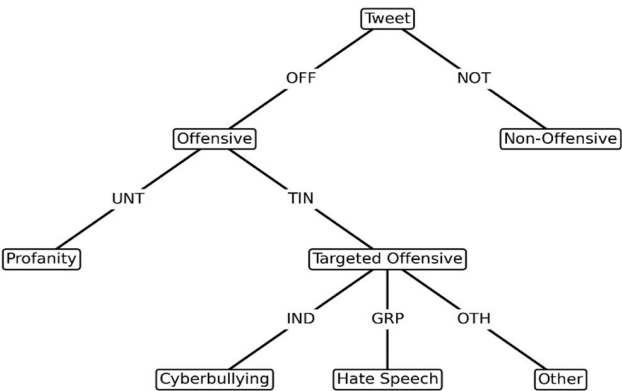 Tweet
OFF
NOT
Offensive
Non-Offensive
UNT
TIN
Profanity
Targeted Offensive
IND
GRP
OTH
Cyberbullying
Hate Speech
Other